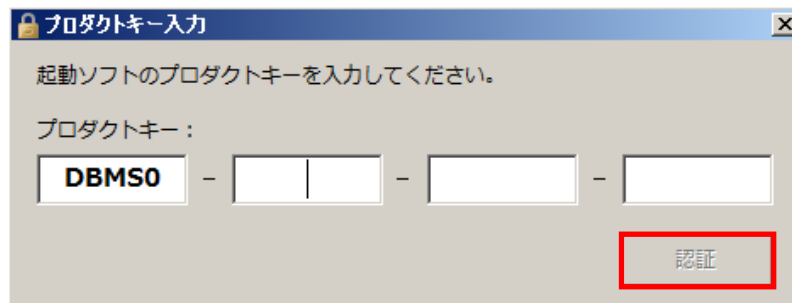 プロダクトキー入力
起動ソフトのプロダクトキーを入力してください。
プロダクトキー：
DBMS0 - - -
認証